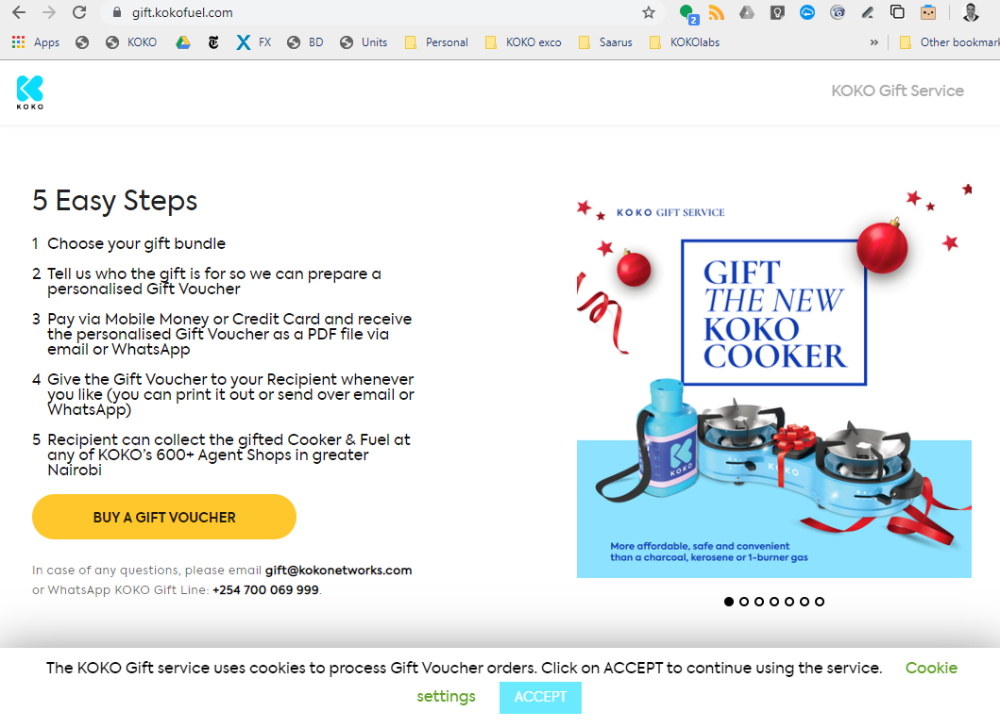 gift.kokofuel.com
2
Apps KOKO FX BD Units Personal KOKO exco Saarus KOKOlabs » Other bookmar
KOKO
KOKO Gift Service
5 Easy Steps
1 Choose your gift bundle
2 Tell us who the gift is for so we can prepare a
personalised Gift Voucher
3 Pay via Mobile Money or Credit Card and receive
the personalised Gift Voucher as a PDF file via
email or WhatsApp
4 Give the Gift Voucher to your Recipient whenever
you like (you can print it out or send over email or
WhatsApp)
5 Recipient can collect the gifted Cooker & Fuel at
any of KOKO's 600+ Agent Shops in greater
Nairobi
BUY A GIFT VOUCHER
In case of any questions, please email gift@kokonetworks.com
or WhatsApp KOKO Gift Line: +254 700 069 999.
KOKO GIFT SERVICE
GIFT
THE NEW
KOKO
COOKER
KOKO
KOKO
More affordable, safe and convenient
than a charcoal, kerosene or 1-burner gas
The KOKO Gift service uses cookies to process Gift Voucher orders. Click on ACCEPT to continue using the service. Cookie
settings ACCEPT